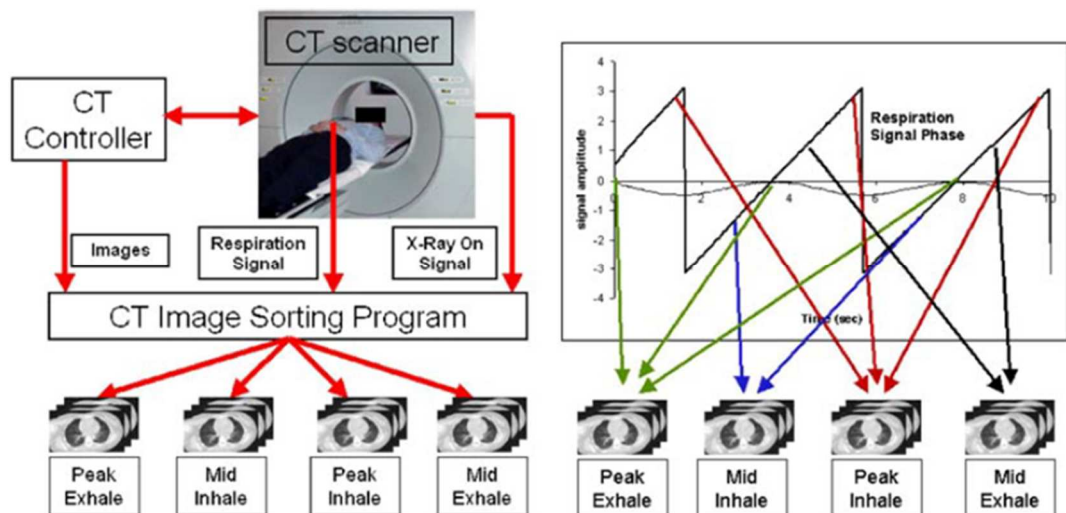 CT scanner
CT
Controller
Images
Respiration
Signal
X-Ray On
Signal
CT Image Sorting Program
Peak
Exhale
Mid
Inhale
Peak
Inhale
Mid
Exhale
Respiration
Signal Phase
signal amplitude
4
3
2
1
0
-1
-2
-3
-4
2
4
6
8
10
Time (sec)
Peak
Exhale
Mid
Inhale
Peak
Inhale
Mid
Exhale